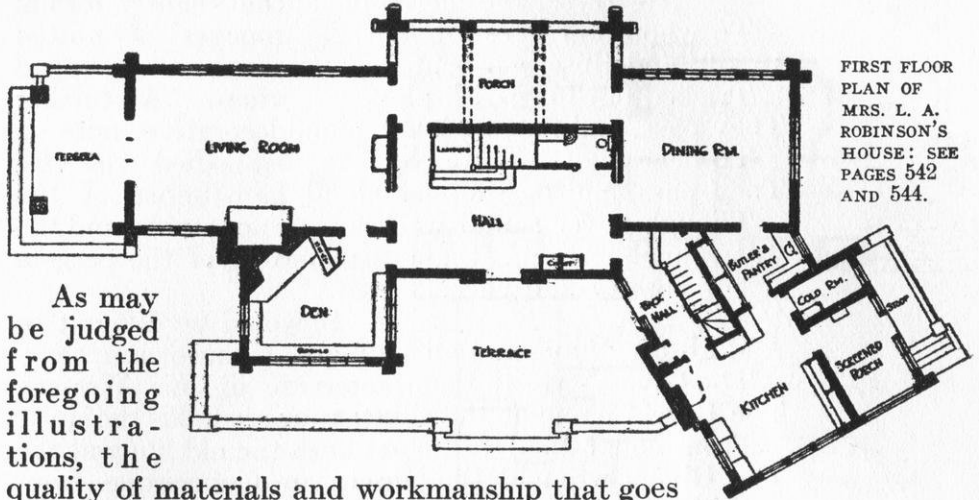 FIRST FLOOR
PLAN OF
MRS. L. A.
ROBINSON'S
HOUSE: SEE
PAGES 542
AND 544.
PORCH
PERGOLA
LIVING ROOM
DINING RM.
HALL
BUTLER'S
PANTRY
COLD RM.
BACK
HALL
STOOP
DEN
TERRACE
KITCHEN
SCREENED
PORCH
As may
be judged
from the
foregoing
illustra-
tions, the
quality of materials and workmanship that goes